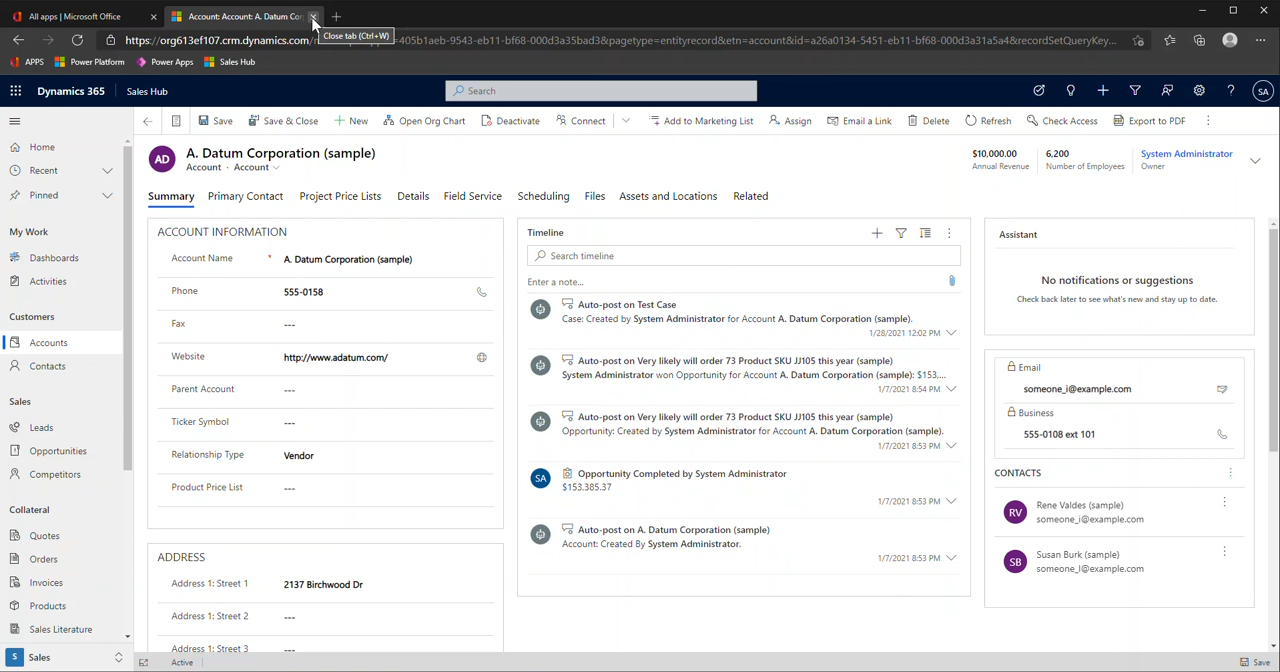 All apps | Microsoft Office
Account: Account: A. Datum Cor
Close tab (Ctrl+W)
https://org613ef107.crm.dynamics.com/
=405b1aeb-9543-eb11-bf68-000d3a35bad3&pagetype=entityrecord&etn=account&id=a26a0134-5451-eb11-bf68-000d3a31a5a4&recordSetQueryKey...
APPS
Power Platform
Power Apps
Sales Hub
Dynamics 365
Sales Hub
Search
SA
Save
Save & Close
New
Open Org Chart
Deactivate
Connect
Add to Marketing List
Assign
Email a Link
Delete
Refresh
Check Access
Export to PDF
Home
Recent
Pinned
My Work
Dashboards
Activities
Customers
Accounts
Contacts
Sales
Leads
Opportunities
Competitors
Collateral
Quotes
Orders
Invoices
Products
Sales Literature
S
Sales
AD
A. Datum Corporation (sample)
Account · Account
$10,000.00
Annual Revenue
6,200
Number of Employees
System Administrator
Owner
Summary
Primary Contact
Project Price Lists
Details
Field Service
Scheduling
Files
Assets and Locations
Related
ACCOUNT INFORMATION
Account Name * A. Datum Corporation (sample)
Phone 555-0158
Fax ---
Website http://www.adatum.com/
Parent Account ---
Ticker Symbol ---
Relationship Type Vendor
Product Price List ---
ADDRESS
Address 1: Street 1 2137 Birchwood Dr
Address 1: Street 2 ---
Address 1: Street 3 ---
Timeline
Search timeline
Enter a note...
Auto-post on Test Case
Case: Created by System Administrator for Account A. Datum Corporation (sample).
1/28/2021 12:02 PM
Auto-post on Very likely will order 73 Product SKU JJ105 this year (sample)
System Administrator won Opportunity for Account A. Datum Corporation (sample): $153,...
1/7/2021 8:54 PM
Auto-post on Very likely will order 73 Product SKU JJ105 this year (sample)
Opportunity: Created by System Administrator for Account A. Datum Corporation (sample).
1/7/2021 8:53 PM
SA
Opportunity Completed by System Administrator
$153,385.37
1/7/2021 8:53 PM
Auto-post on A. Datum Corporation (sample)
Account: Created By System Administrator.
1/7/2021 8:53 PM
Assistant
No notifications or suggestions
Check back later to see what's new and stay up to date.
Email
someone_i@example.com
Business
555-0108 ext 101
CONTACTS
RV
Rene Valdes (sample)
someone_i@example.com
SB
Susan Burk (sample)
someone_l@example.com
Active
Save